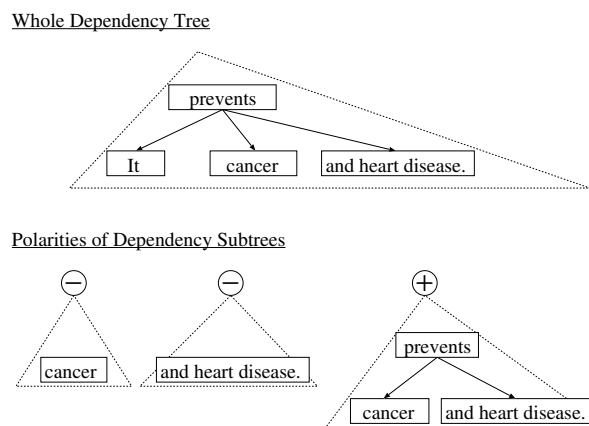 Whole Dependency Tree
prevents
It cancer and heart disease.
Polarities of Dependency Subtrees
− − +
prevents
cancer and heart disease.
cancer and heart disease.